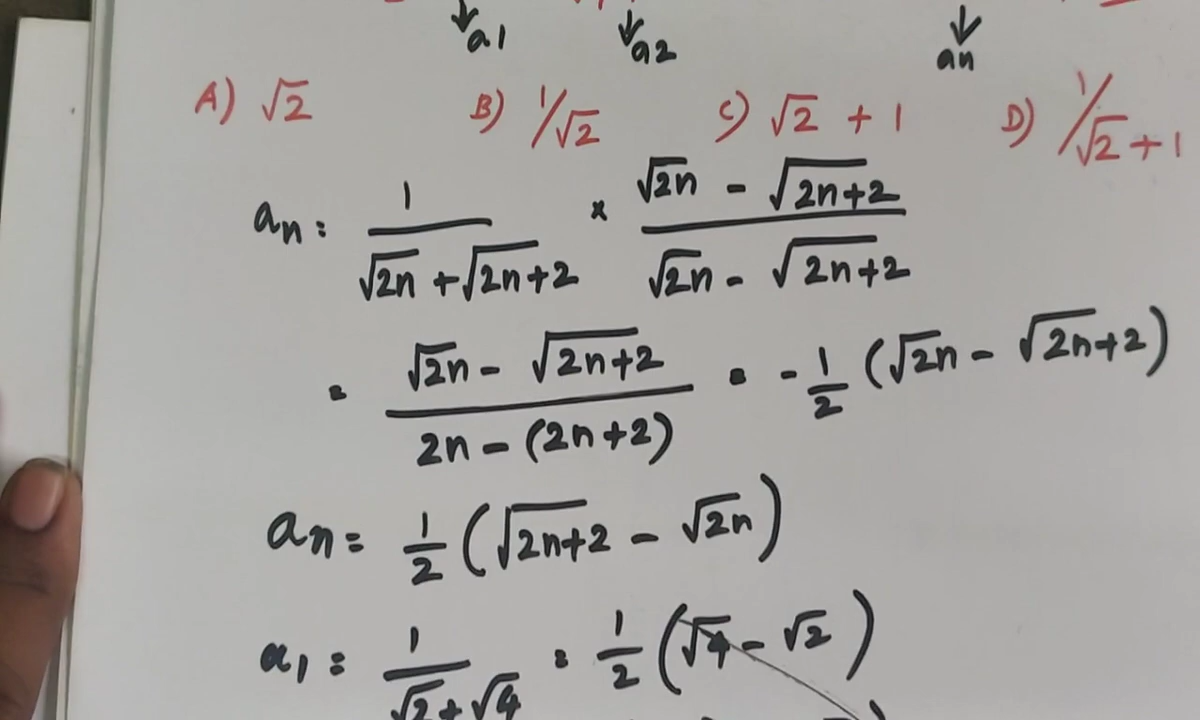 ↓a1 ↓a2 ↓an
A) √2 B) 1/√2 C) √2 + 1 D) 1/√2 + 1
an = 1/(√2n + √2n+2) × (√2n - √2n+2)/(√2n - √2n+2)
= (√2n - √2n+2)/(2n - (2n+2)) = -1/2 (√2n - √2n+2)
an = 1/2 (√2n+2 - √2n)
a1 = 1/(√2 + √4) = 1/2 (√4 - √2)